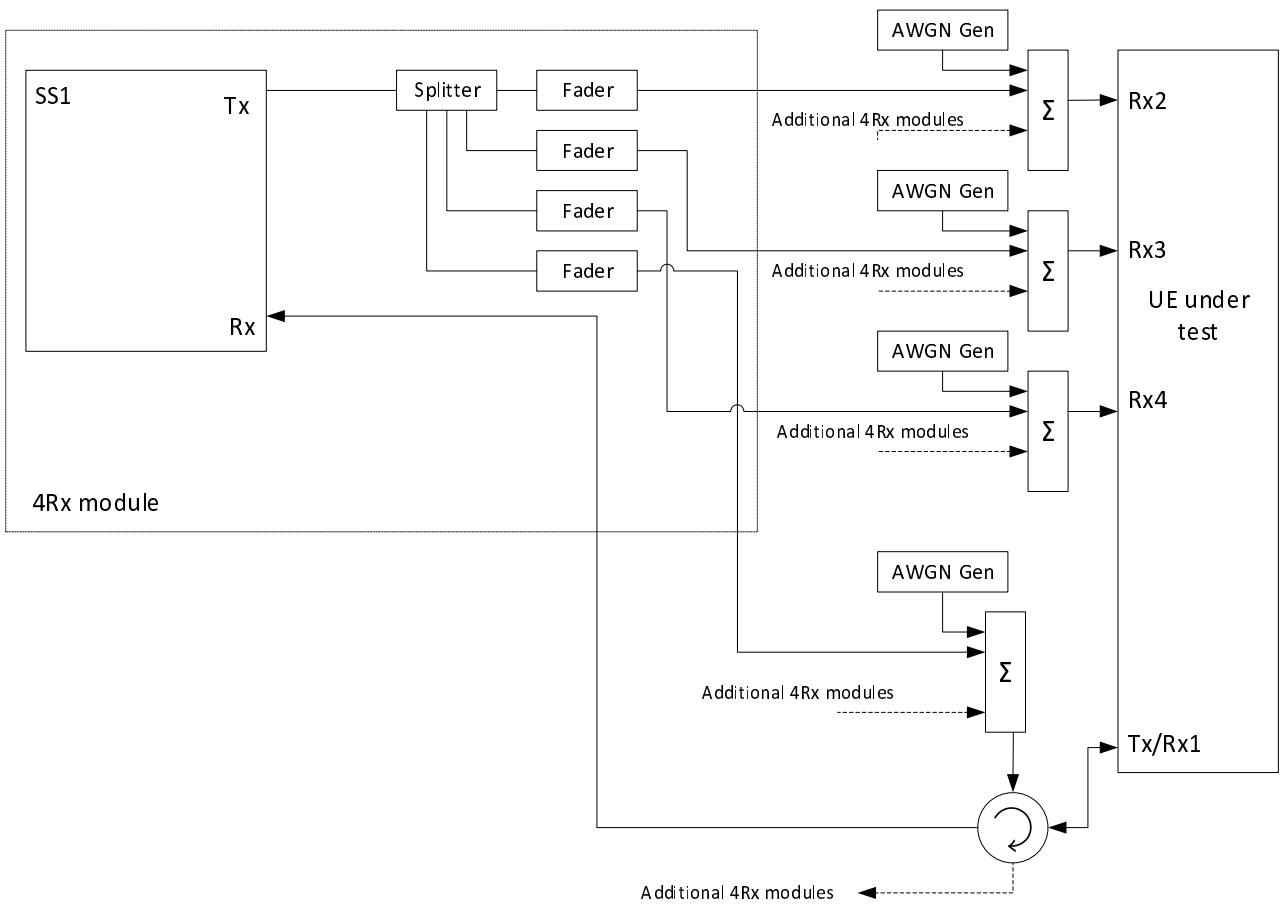 AWGN Gen
SS1
Tx
Splitter
Fader
Σ
Rx2
Additional 4Rx modules
Fader
AWGN Gen
Fader
Rx3
Additional 4Rx modules
Fader
Σ
UE under
test
Rx
AWGN Gen
Rx4
Additional 4Rx modules
Σ
4Rx module
AWGN Gen
Σ
Additional 4Rx modules
Tx/Rx1
Additional 4Rx modules